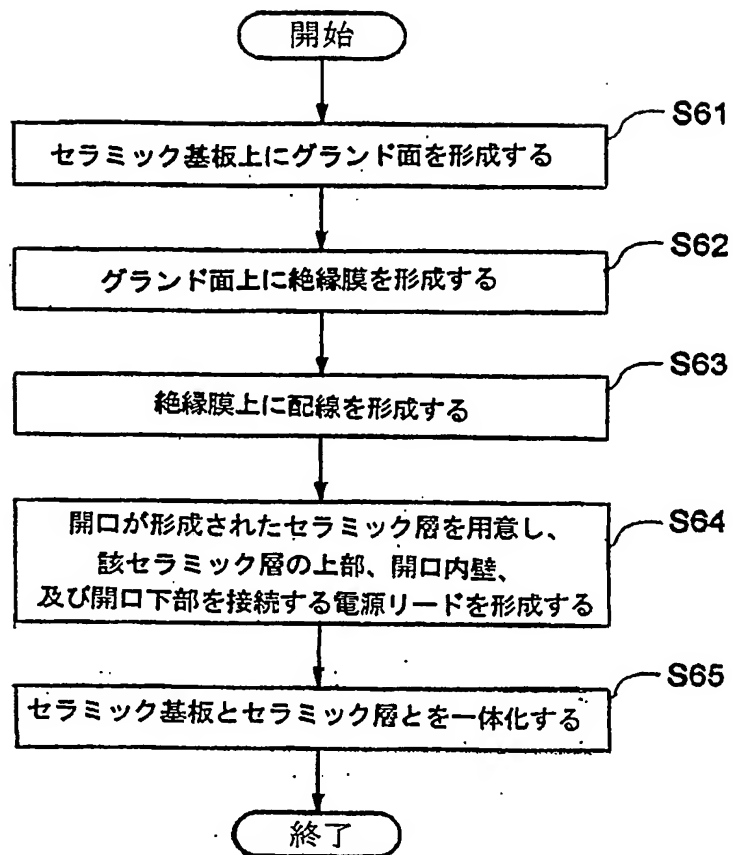 開始
S61
セラミック基板上にグランド面を形成する
S62
グランド面上に絶縁膜を形成する
S63
絶縁膜上に配線を形成する
S64
開口が形成されたセラミック層を用意し、
該セラミック層の上部、開口内壁、
及び開口下部を接続する電源リードを形成する
S65
セラミック基板とセラミック層とを一体化する
終了